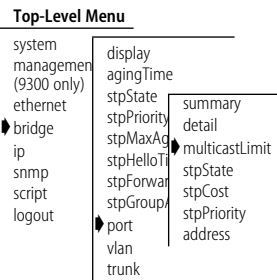 Top-Level Menu
system
managemen
(9300 only)
ethernet
bridge
ip
snmp
script
logout
display
agingTime
stpState
stpPriority
stpMaxAg
stpHelloTi
stpForwar
stpGroupA
port
vlan
trunk
summary
detail
multicastLimit
stpState
stpCost
stpPriority
address